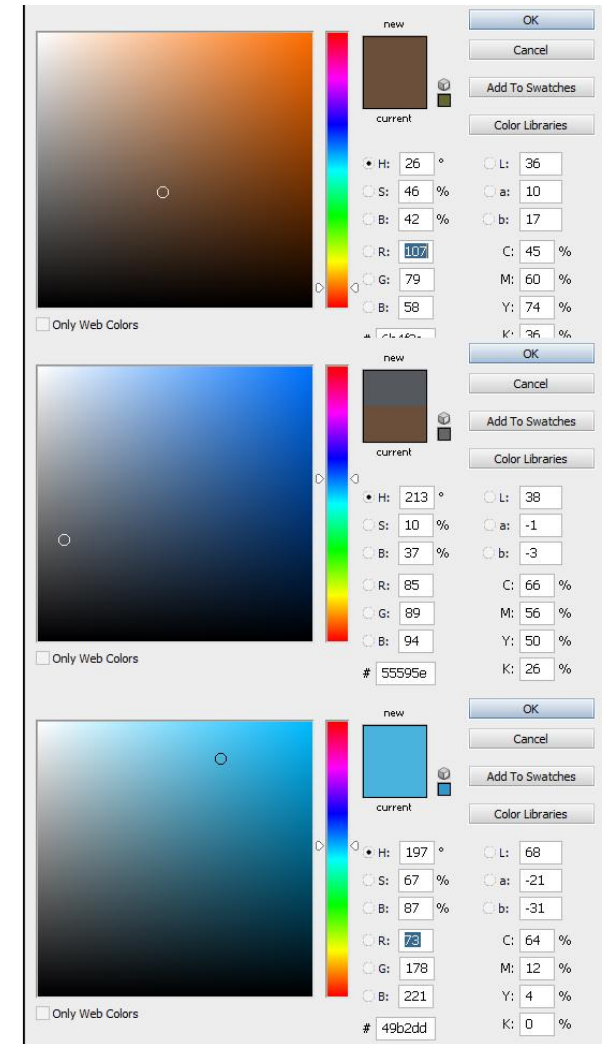 new
OK
Cancel
Add To Swatches
current
Color Libraries
H: 26 ° L: 36
S: 46 % a: 10
B: 42 % b: 17
R: 107 C: 45 %
G: 79 M: 60 %
B: 58 Y: 74 %
Only Web Colors
# K: 36 %
new
OK
Cancel
Add To Swatches
current
Color Libraries
H: 213 ° L: 38
S: 10 % a: -1
B: 37 % b: -3
R: 85 C: 66 %
G: 89 M: 56 %
B: 94 Y: 50 %
Only Web Colors
# 55595e K: 26 %
new
OK
Cancel
Add To Swatches
current
Color Libraries
H: 197 ° L: 68
S: 67 % a: -21
B: 87 % b: -31
R: 73 C: 64 %
G: 178 M: 12 %
B: 221 Y: 4 %
Only Web Colors
# 49b2dd K: 0 %